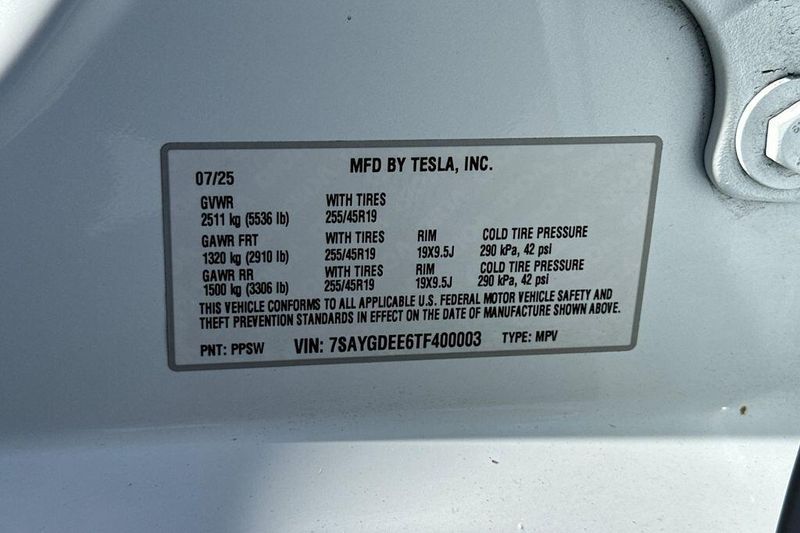 MFD BY TESLA, INC.
07/25
GVWR WITH TIRES
2511 kg (5536 lb) 255/45R19
GAWR FRT WITH TIRES RIM COLD TIRE PRESSURE
1320 kg (2910 lb) 255/45R19 19X9.5J 290 kPa, 42 psi
GAWR RR WITH TIRES RIM COLD TIRE PRESSURE
1500 kg (3306 lb) 255/45R19 19X9.5J 290 kPa, 42 psi
THIS VEHICLE CONFORMS TO ALL APPLICABLE U.S. FEDERAL MOTOR VEHICLE SAFETY AND
THEFT PREVENTION STANDARDS IN EFFECT ON THE DATE OF MANUFACTURE SHOWN ABOVE.
PNT: PPSW VIN: 7SAYGDEE6TF400003 TYPE: MPV